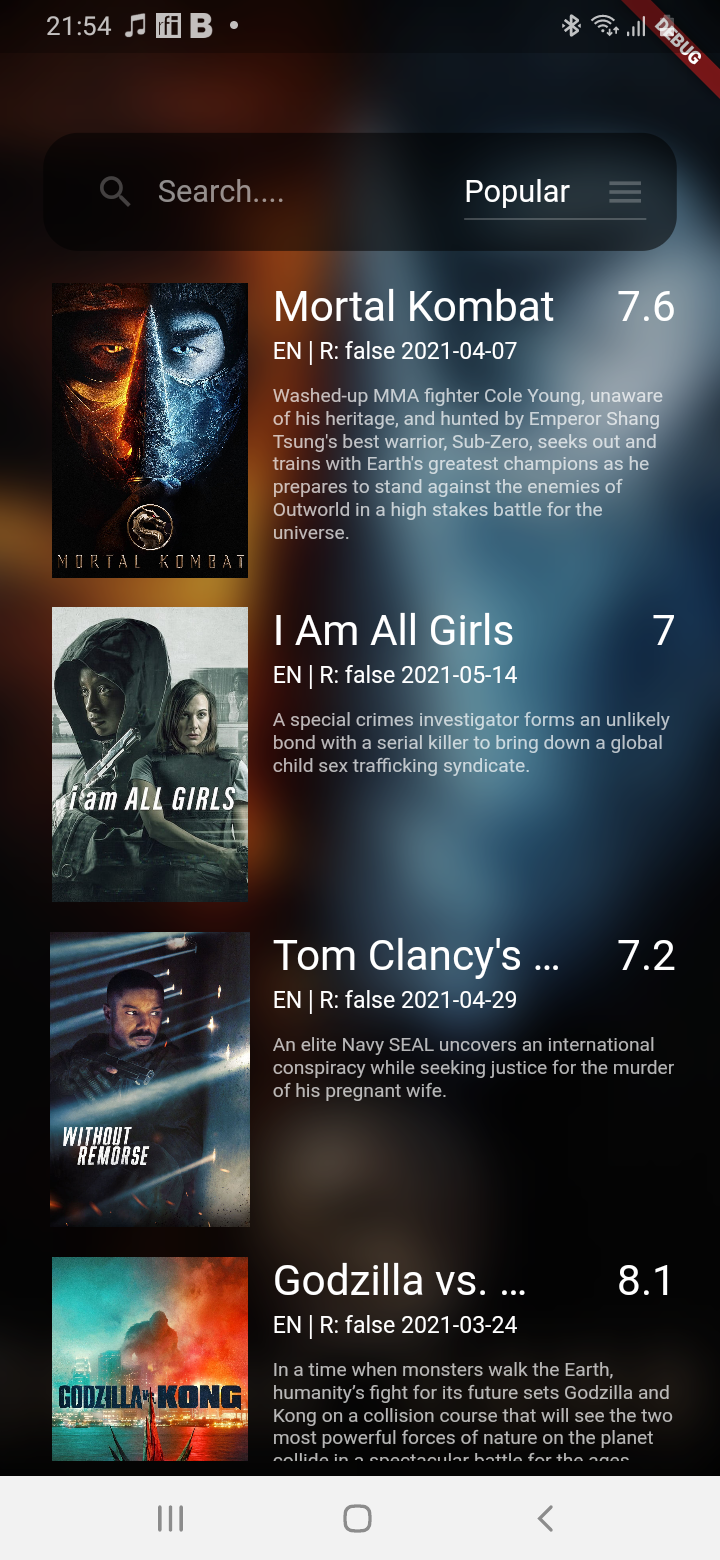 21:54 rfi B
DEBUG
Search.... Popular
Mortal Kombat 7.6
EN | R: false 2021-04-07
Washed-up MMA fighter Cole Young, unaware
of his heritage, and hunted by Emperor Shang
Tsung's best warrior, Sub-Zero, seeks out and
trains with Earth's greatest champions as he
prepares to stand against the enemies of
Outworld in a high stakes battle for the
universe.
MORTAL KOMBAT
I Am All Girls 7
EN | R: false 2021-05-14
A special crimes investigator forms an unlikely
bond with a serial killer to bring down a global
child sex trafficking syndicate.
i am ALL GIRLS
Tom Clancy's ... 7.2
EN | R: false 2021-04-29
An elite Navy SEAL uncovers an international
conspiracy while seeking justice for the murder
of his pregnant wife.
WITHOUT
REMORSE
Godzilla vs. ... 8.1
EN | R: false 2021-03-24
In a time when monsters walk the Earth,
humanity’s fight for its future sets Godzilla and
Kong on a collision course that will see the two
most powerful forces of nature on the planet
collide in a spectacular battle for the ages.
GODZILLA vs. KONG